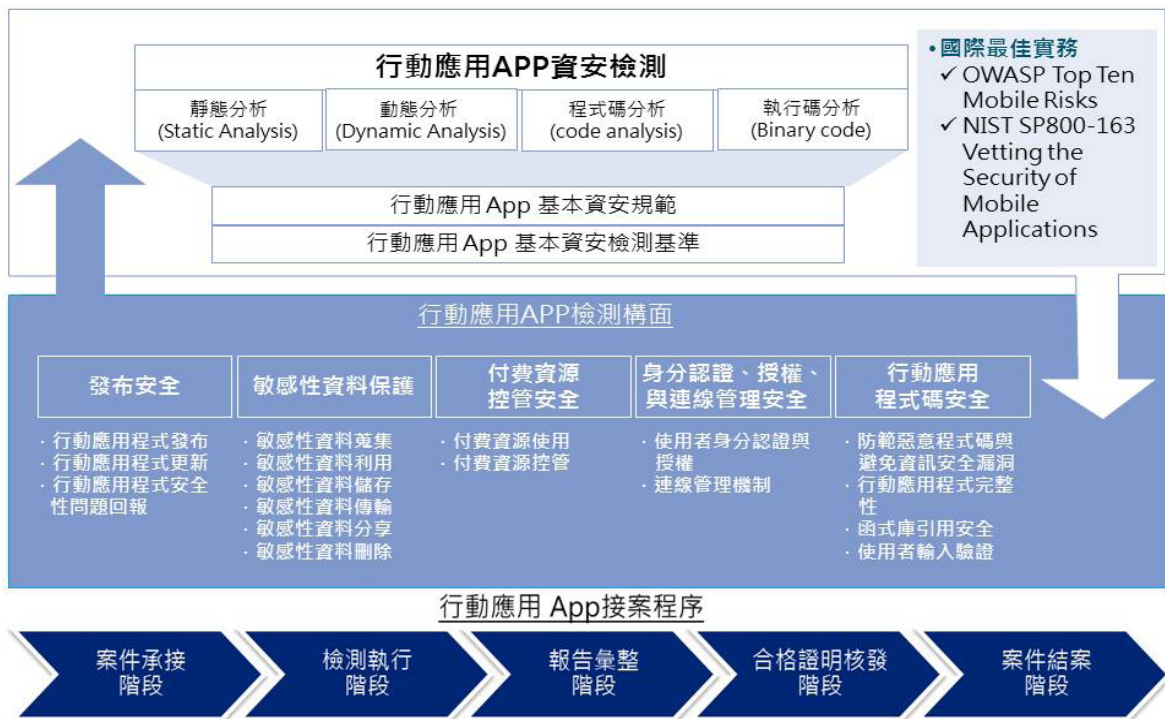 行動應用APP資安檢測
靜態分析
(Static Analysis)
動態分析
(Dynamic Analysis)
程式碼分析
(code analysis)
執行碼分析
(Binary code)
行動應用 App 基本資安規範
行動應用 App 基本資安檢測基準
•國際最佳實務
✓ OWASP Top Ten
Mobile Risks
✓ NIST SP800-163
Vetting the
Security of
Mobile
Applications
行動應用APP檢測構面
發布安全
· 行動應用程式發布
· 行動應用程式更新
· 行動應用程式安全
性問題回報
敏感性資料保護
· 敏感性資料蒐集
· 敏感性資料利用
· 敏感性資料儲存
· 敏感性資料傳輸
· 敏感性資料分享
· 敏感性資料刪除
付費資源
控管安全
· 付費資源使用
· 付費資源控管
身分認證、授權、
與連線管理安全
· 使用者身分認證與
授權
· 連線管理機制
行動應用
程式碼安全
· 防範惡意程式碼與
避免資訊安全漏洞
· 行動應用程式完整
性
· 函式庫引用安全
· 使用者輸入驗證
行動應用 App接案程序
案件承接
階段
檢測執行
階段
報告彙整
階段
合格證明核發
階段
案件結案
階段